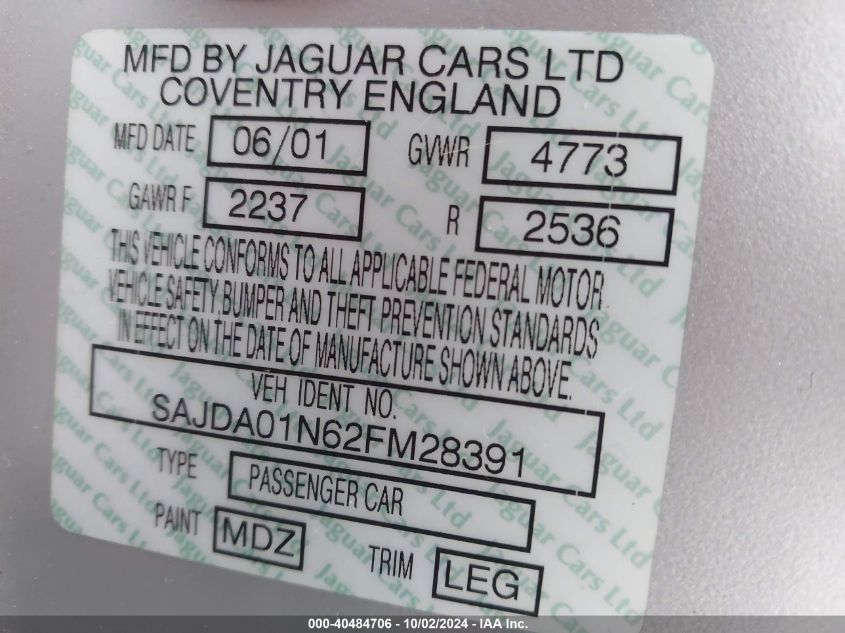 MFD BY JAGUAR CARS LTD
COVENTRY ENGLAND
MFD DATE 06/01 GVWR 4773
GAWR F 2237 R 2536
THIS VEHICLE CONFORMS TO ALL APPLICABLE FEDERAL MOTOR
VEHICLE SAFETY, BUMPER AND THEFT PREVENTION STANDARDS
IN EFFECT ON THE DATE OF MANUFACTURE SHOWN ABOVE.
VEH IDENT NO.
SAJDA01N62FM28391
TYPE PASSENGER CAR
PAINT MDZ TRIM LEG
000-40484706 - 10/02/2024 - IAA Inc.